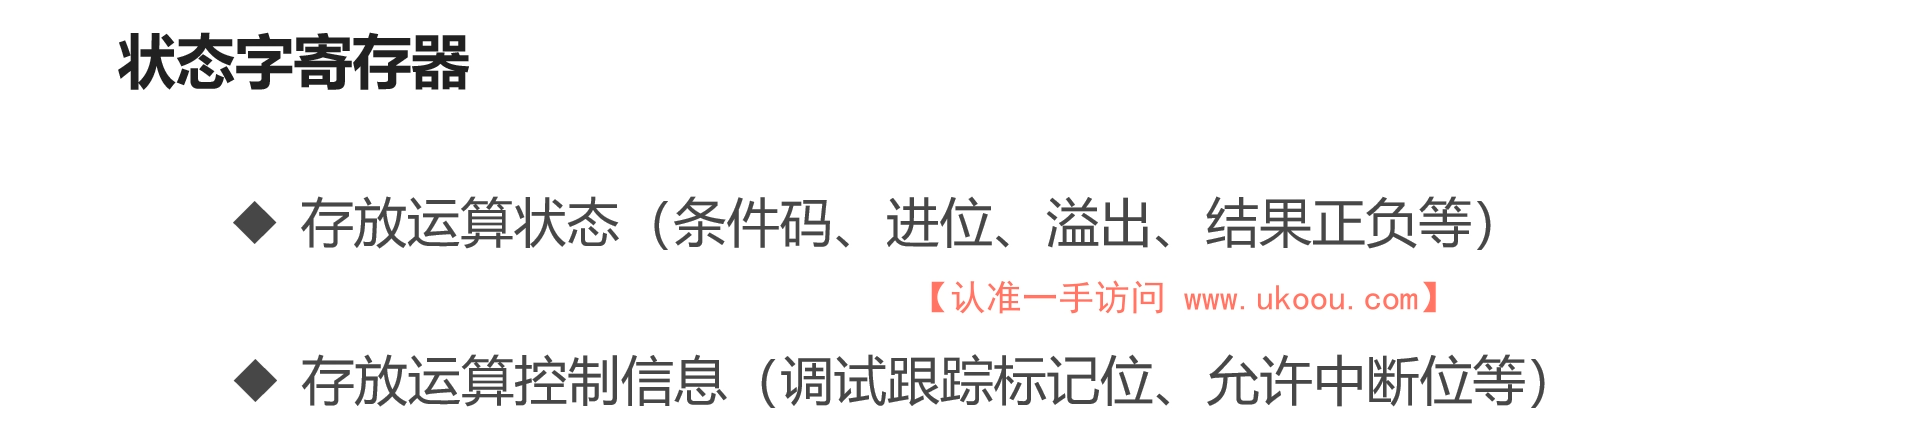 状态字寄存器
◆ 存放运算状态（条件码、进位、溢出、结果正负等）
【认准一手访问 www.ukoou.com】
◆ 存放运算控制信息（调试跟踪标记位、允许中断位等）